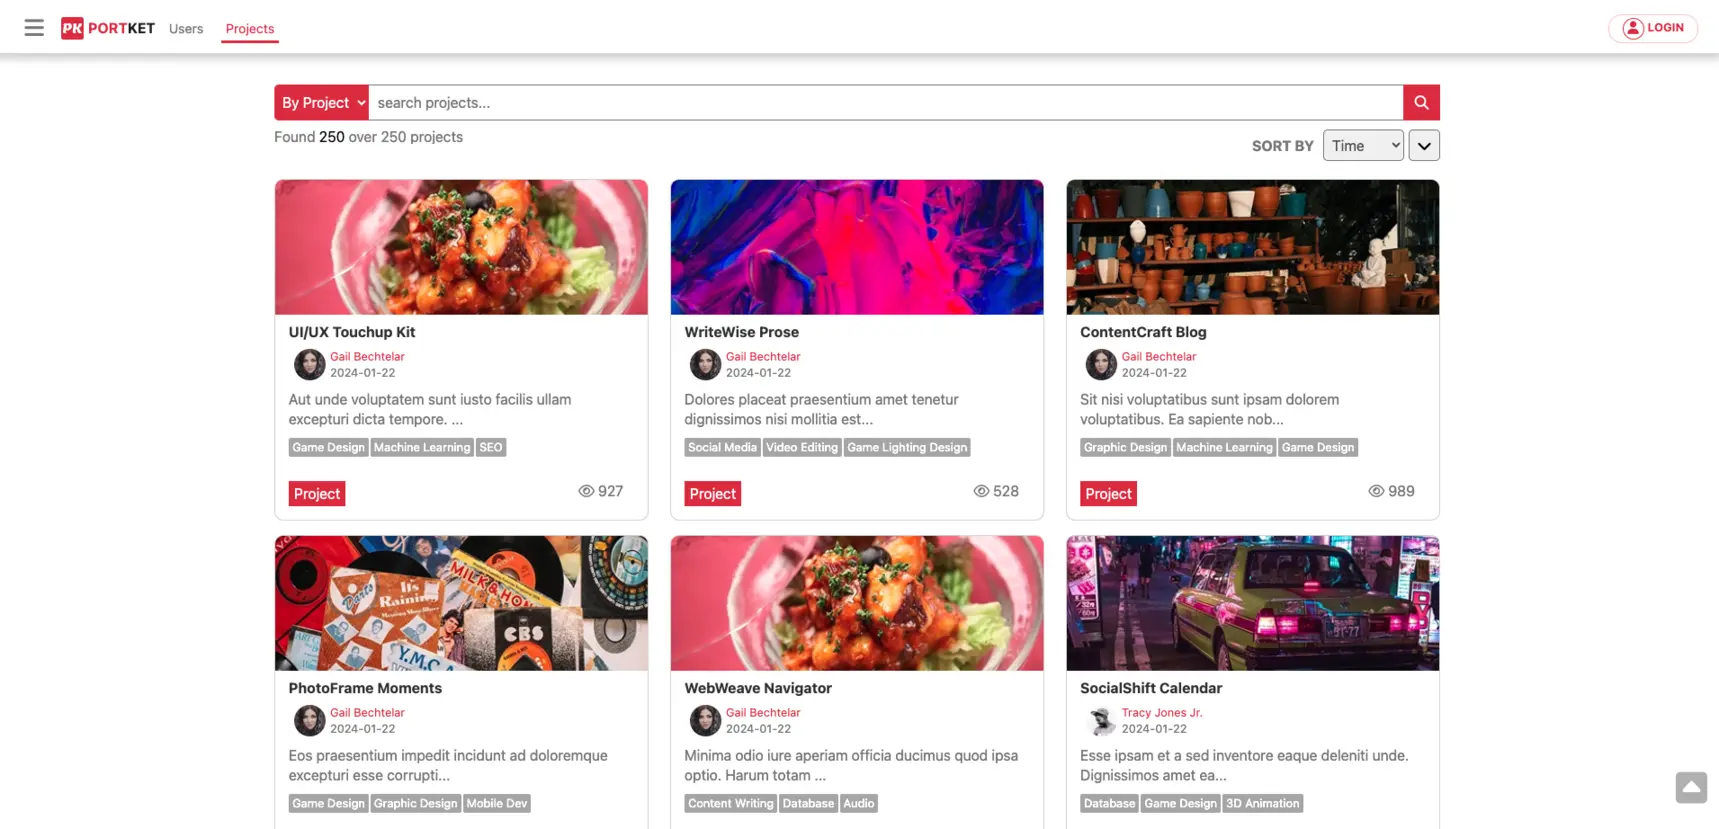 PK PORTKET Users Projects LOGIN
By Project search projects...
Found 250 over 250 projects
SORT BY Time
UI/UX Touchup Kit
Gail Bechtelar
2024-01-22
Aut unde voluptatem sunt iusto facilis ullam
excepturi dicta tempore. ...
Game Design Machine Learning SEO
Project 927
WriteWise Prose
Gail Bechtelar
2024-01-22
Dolores placeat praesentium amet tenetur
dignissimos nisi mollitia est...
Social Media Video Editing Game Lighting Design
Project 528
ContentCraft Blog
Gail Bechtelar
2024-01-22
Sit nisi voluptatibus sunt ipsam dolorem
voluptatibus. Ea sapiente nob...
Graphic Design Machine Learning Game Design
Project 989
MILK & HON
It's
Raining
CBS
Y.M.C.A
PhotoFrame Moments
Gail Bechtelar
2024-01-22
Eos praesentium impedit incidunt ad doloremque
excepturi esse corrupti...
Game Design Graphic Design Mobile Dev
WebWeave Navigator
Gail Bechtelar
2024-01-22
Minima odio iure aperiam officia ducimus quod ipsa
optio. Harum totam ...
Content Writing Database Audio
SocialShift Calendar
Tracy Jones Jr.
2024-01-22
Esse ipsam et a sed inventore eaque deleniti unde.
Dignissimos amet ea...
Database Game Design 3D Animation